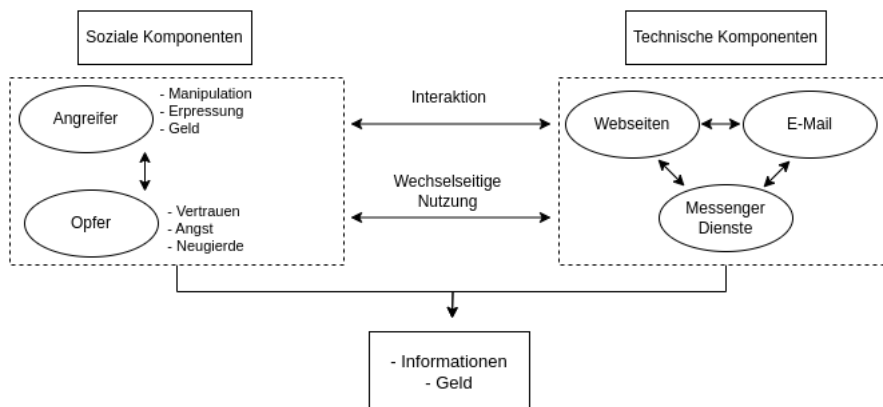 Soziale Komponenten
Technische Komponenten
Angreifer
- Manipulation
- Erpressung
- Geld
Opfer
- Vertrauen
- Angst
- Neugierde
Interaktion
Wechselseitige
Nutzung
Webseiten
E-Mail
Messenger
Dienste
- Informationen
- Geld